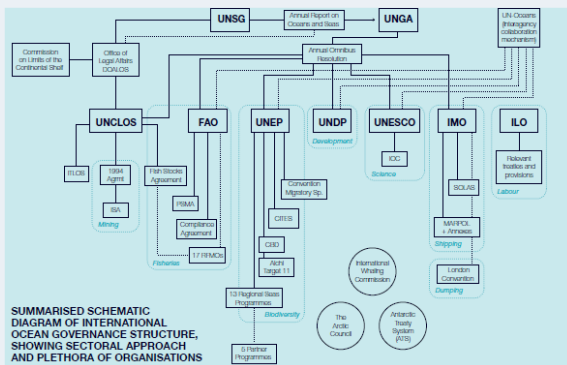 UNSG
Annual Report on
Oceans and Seas
UNGA
UN-Oceans
(Interagency
collaboration
mechanism)
Commission
on Limits of the
Continental Shelf
Office of
Legal Affairs
DOALOS
Annual Omnibus
Resolution
UNCLOS
FAO
UNEP
UNDP
UNESCO
IMO
ILO
Development
ITLOS
1994
Agrmt
ISA
Mining
Fish Stocks
Agreement
PSMA
Compliance
Agreement
17 RFMOs
Fisheries
Convention
Migratory Sp.
CITES
CBD
Aichi
Target 11
13 Regional Seas
Programmes
Biodiversity
5 Partner
Programmes
IOC
Science
SOLAS
MARPOL
+ Annexes
Shipping
London
Convention
Dumping
Relevant
treaties and
provisions
Labour
International
Whaling
Commission
The
Arctic
Council
Antarctic
Treaty
System
(ATS)
SUMMARISED SCHEMATIC
DIAGRAM OF INTERNATIONAL
OCEAN GOVERNANCE STRUCTURE,
SHOWING SECTORAL APPROACH
AND PLETHORA OF ORGANISATIONS